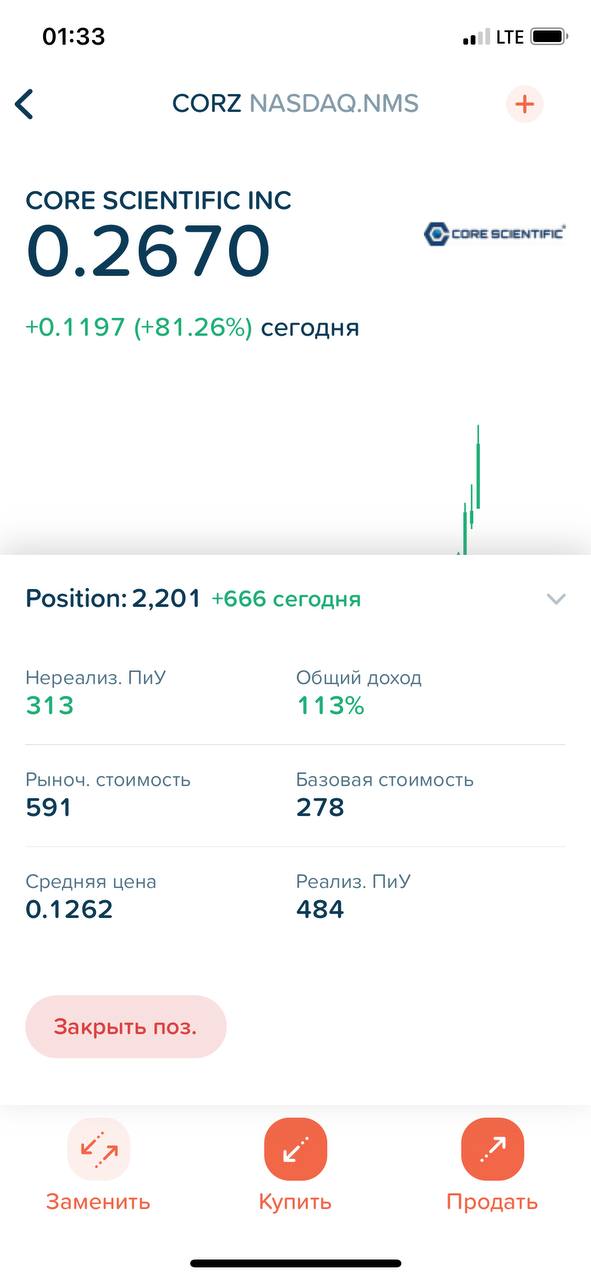 01:33 LTE
CORZ NASDAQ.NMS
CORE SCIENTIFIC INC
0.2670
CORE SCIENTIFIC
+0.1197 (+81.26%) сегодня
Position: 2,201 +666 сегодня
Нереализ. ПиУ Общий доход
313 113%
Рыноч. стоимость Базовая стоимость
591 278
Средняя цена Реализ. ПиУ
0.1262 484
Закрыть поз.
Заменить Купить Продать